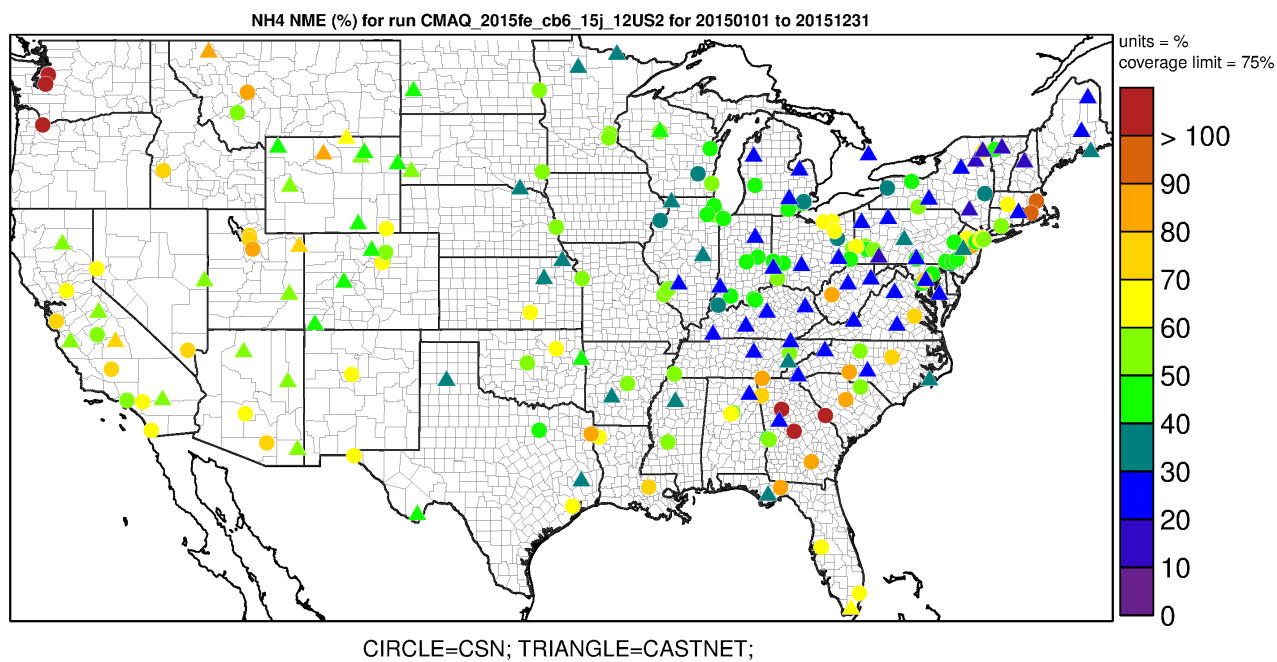 NH4 NME (%) for run CMAQ_2015fe_cb6_15j_12US2 for 20150101 to 20151231
units = %
coverage limit = 75%
> 100
90
80
70
60
50
40
30
20
10
0
CIRCLE=CSN; TRIANGLE=CASTNET;